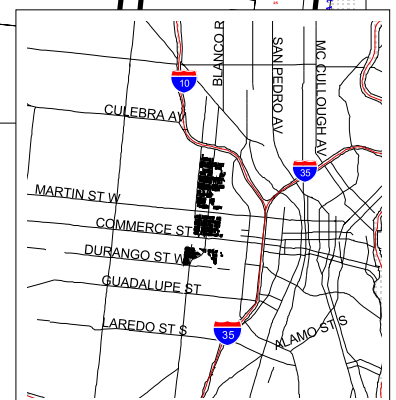 BLANCO R
SAN PEDRO AV
MC CULLOUGH AV
10
CULEBRA AV
35
MARTIN ST W
COMMERCE ST
DURANGO ST W
GUADALUPE ST
LAREDO ST S
35
ALAMO ST S